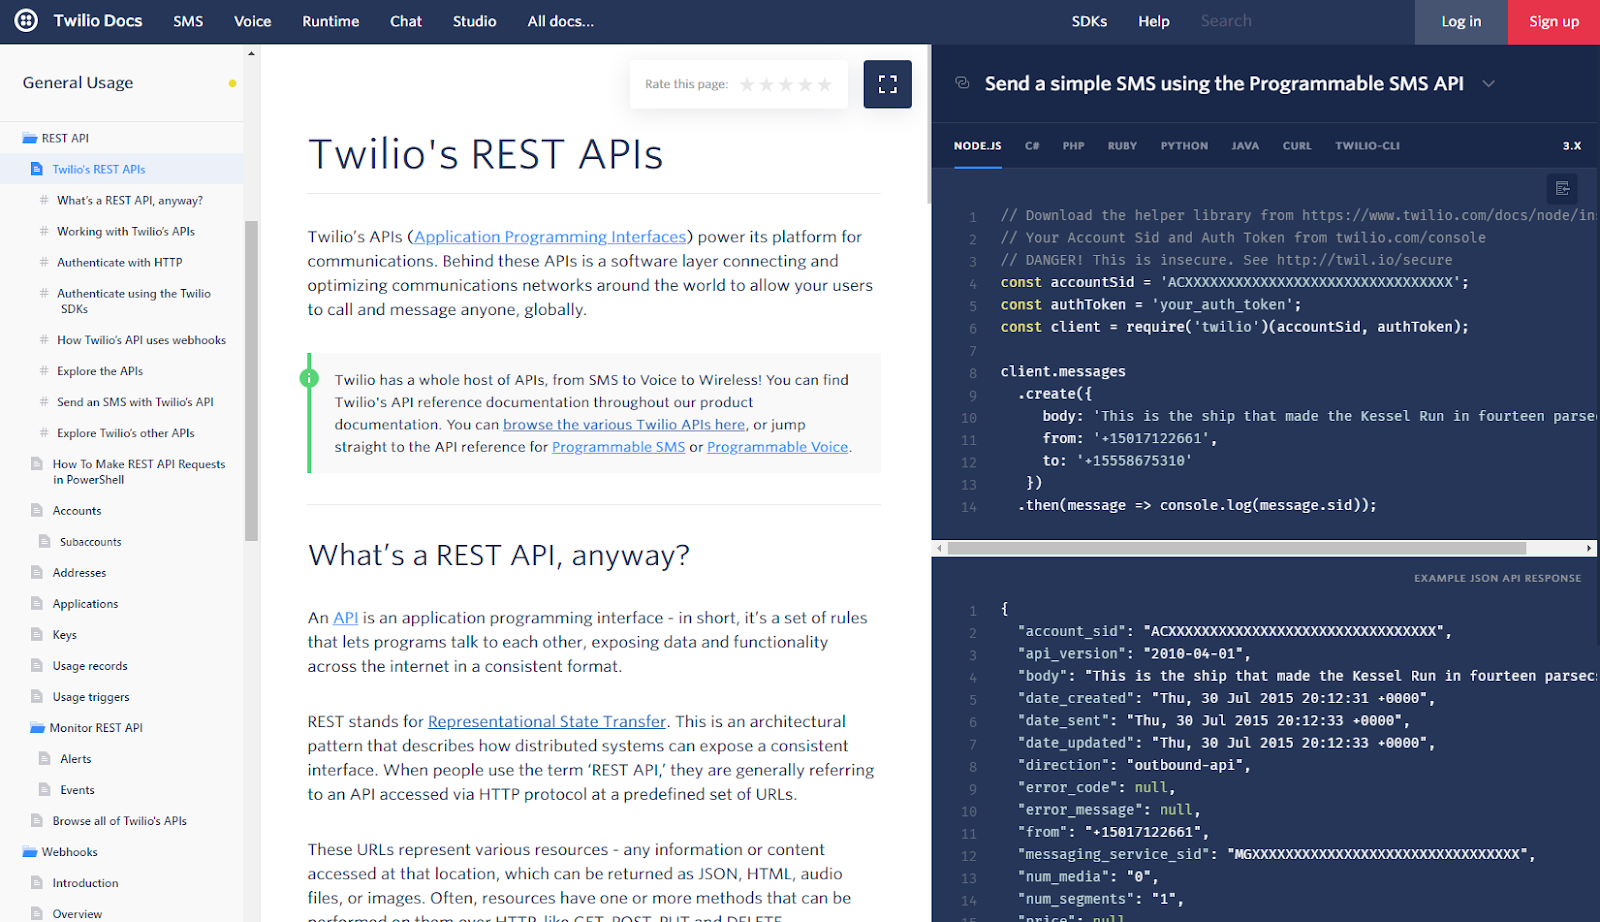 Twilio Docs SMS Voice Runtime Chat Studio All docs... SDKs Help Search Log in Sign up
General Usage
REST API
Twilio's REST APIs
# What's a REST API, anyway?
# Working with Twilio's APIs
# Authenticate with HTTP
# Authenticate using the Twilio
SDKs
# How Twilio's API uses webhooks
# Explore the APIs
# Send an SMS with Twilio's API
# Explore Twilio's other APIs
How To Make REST API Requests
in PowerShell
Accounts
Subaccounts
Addresses
Applications
Keys
Usage records
Usage triggers
Monitor REST API
Alerts
Events
Browse all of Twilio's APIs
Webhooks
Introduction
Overview
Rate this page:
Twilio's REST APIs
Twilio's APIs (Application Programming Interfaces) power its platform for
communications. Behind these APIs is a software layer connecting and
optimizing communications networks around the world to allow your users
to call and message anyone, globally.
Twilio has a whole host of APIs, from SMS to Voice to Wireless! You can find
Twilio's API reference documentation throughout our product
documentation. You can browse the various Twilio APIs here, or jump
straight to the API reference for Programmable SMS or Programmable Voice.
What's a REST API, anyway?
An API is an application programming interface - in short, it's a set of rules
that lets programs talk to each other, exposing data and functionality
across the internet in a consistent format.
REST stands for Representational State Transfer. This is an architectural
pattern that describes how distributed systems can expose a consistent
interface. When people use the term 'REST API,' they are generally referring
to an API accessed via HTTP protocol at a predefined set of URLs.
These URLs represent various resources - any information or content
accessed at that location, which can be returned as JSON, HTML, audio
files, or images. Often, resources have one or more methods that can be
performed on them over HTTP, like GET, POST, PUT and DELETE.
Send a simple SMS using the Programmable SMS API
NODE.JS C# PHP RUBY PYTHON JAVA CURL TWILIO-CLI 3.X
1 // Download the helper library from https://www.twilio.com/docs/node/in
2 // Your Account Sid and Auth Token from twilio.com/console
3 // DANGER! This is insecure. See http://twil.io/secure
4 const accountSid = 'ACXXXXXXXXXXXXXXXXXXXXXXXXXXXXXXXX';
5 const authToken = 'your_auth_token';
6 const client = require('twilio')(accountSid, authToken);
7
8 client.messages
9 .create({
10 body: 'This is the ship that made the Kessel Run in fourteen parsec
11 from: '+15017122661',
12 to: '+15558675310'
13 })
14 .then(message => console.log(message.sid));
EXAMPLE JSON API RESPONSE
1 {
2 "account_sid": "ACXXXXXXXXXXXXXXXXXXXXXXXXXXXXXXXX",
3 "api_version": "2010-04-01",
4 "body": "This is the ship that made the Kessel Run in fourteen parsec
5 "date_created": "Thu, 30 Jul 2015 20:12:31 +0000",
6 "date_sent": "Thu, 30 Jul 2015 20:12:33 +0000",
7 "date_updated": "Thu, 30 Jul 2015 20:12:33 +0000",
8 "direction": "outbound-api",
9 "error_code": null,
10 "error_message": null,
11 "from": "+15017122661",
12 "messaging_service_sid": "MGXXXXXXXXXXXXXXXXXXXXXXXXXXXXXXXX",
13 "num_media": "0",
14 "num_segments": "1",
15 "price": null,